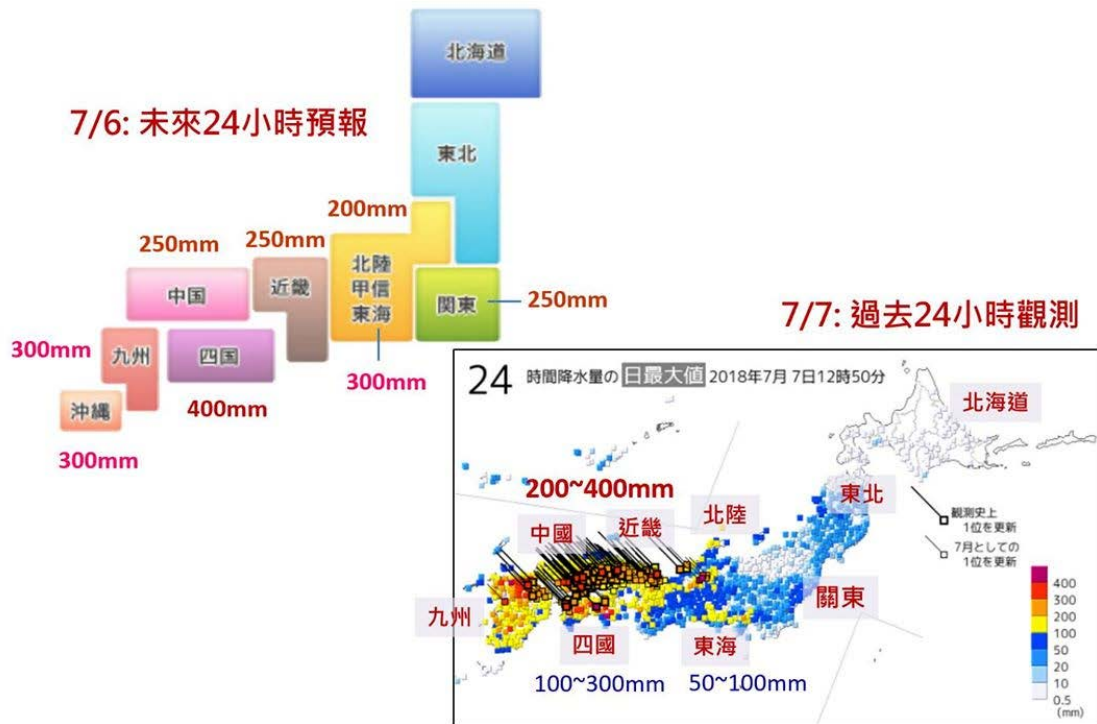 北海道
7/6: 未來24小時預報
東北
200mm
250mm
250mm
北陸
甲信
東海
近畿
中国
関東
250mm
300mm
九州
四国
300mm
400mm
沖縄
300mm
7/7: 過去24小時觀測
24 時間降水量の 日最大値 2018年7月 7日12時50分
北海道
200~400mm
東北
観測史上
1位を更新
北陸
近畿
中國
7月としての
1位を更新
關東
九州
四國
東海
100~300mm
50~100mm
400
300
200
100
50
20
10
0.5
(mm)